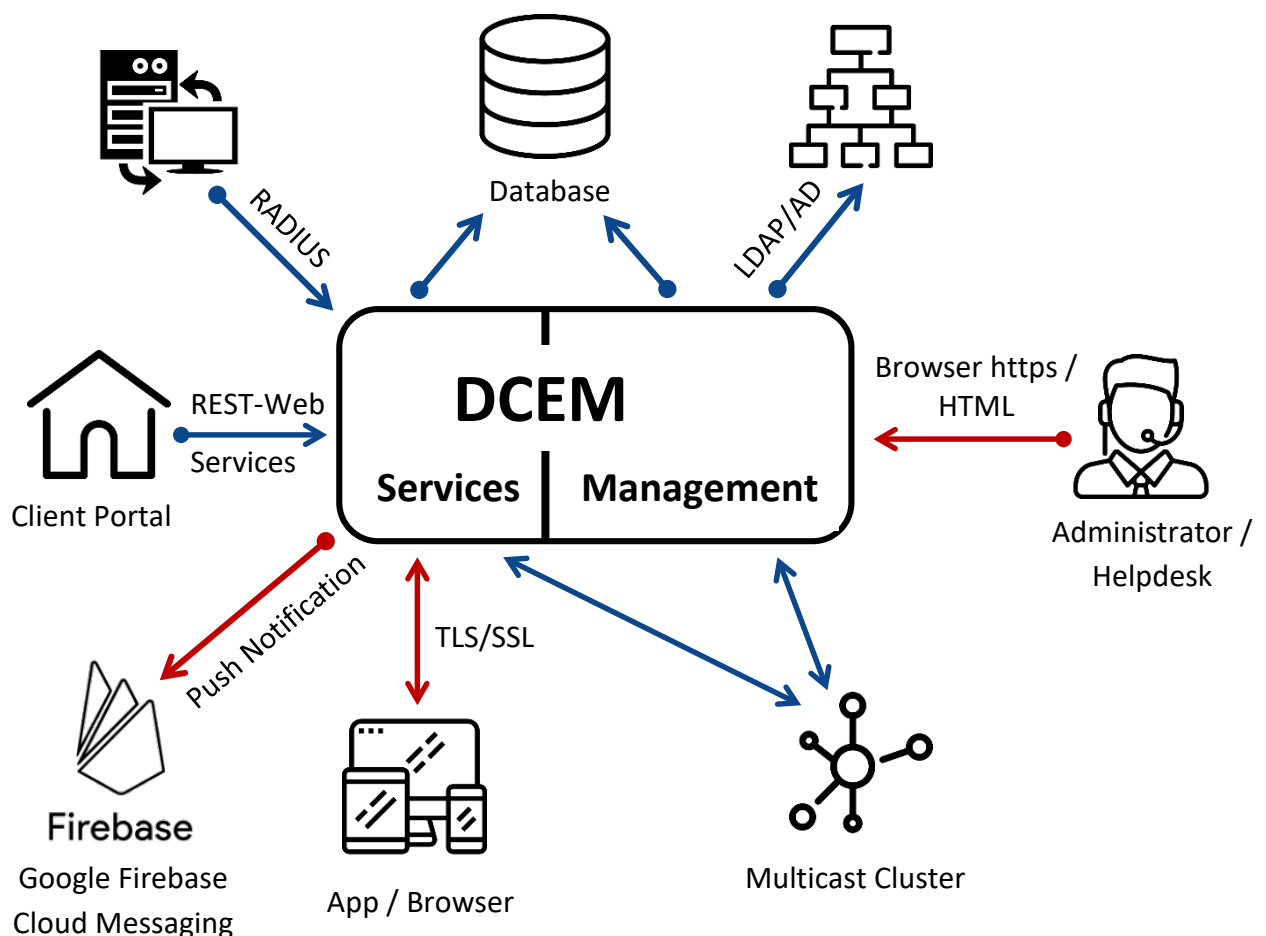 Database
RADIUS
LDAP/AD
REST-Web
Services
Client Portal
DCEM
Services
Management
Browser https /
HTML
Administrator /
Helpdesk
Push Notification
TLS/SSL
Firebase
Google Firebase
Cloud Messaging
App / Browser
Multicast Cluster